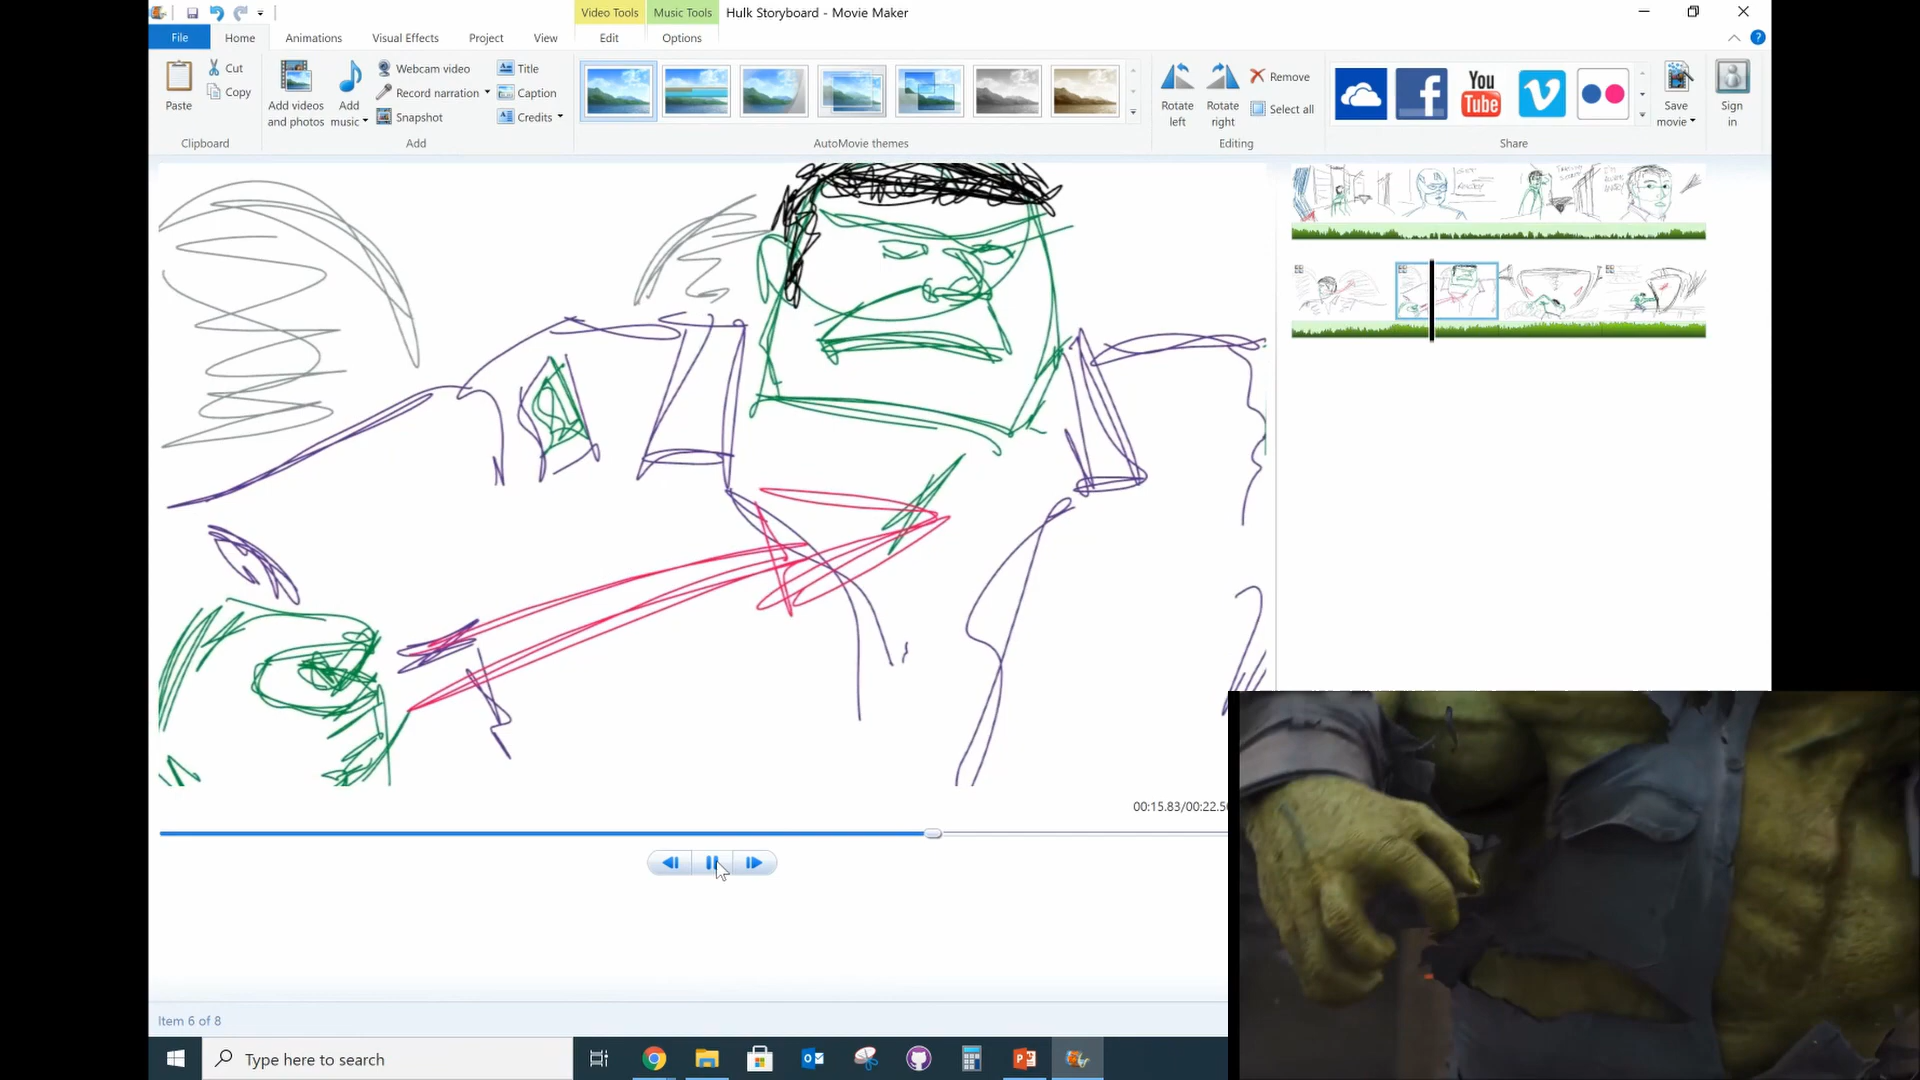 Video Tools Music Tools Hulk Storyboard - Movie Maker
File Home Animations Visual Effects Project View Edit Options
Paste
Cut
Copy
Clipboard
Add videos and photos
Add music
Webcam video
Record narration
Snapshot
Title
Caption
Credits
Add
AutoMovie themes
Rotate left
Rotate right
Remove
Select all
Editing
You Tube
Share
Save movie
Sign in
00:15.83/00:22.50
Item 6 of 8
Type here to search